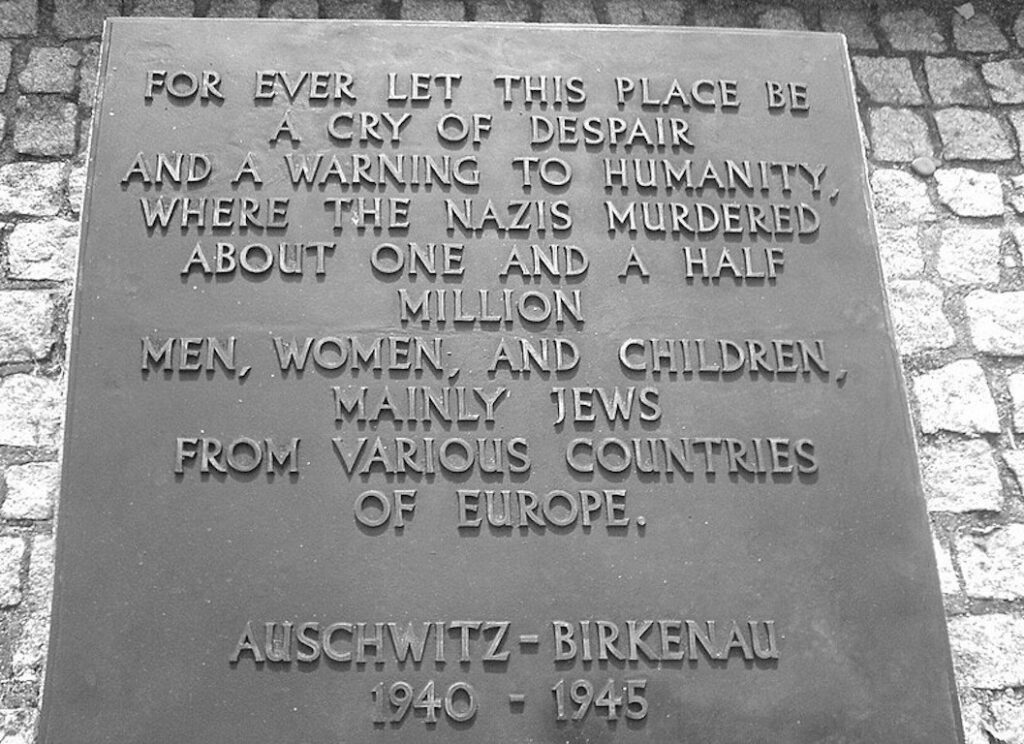 FOR EVER LET THIS PLACE BE
A CRY OF DESPAIR
AND A WARNING TO HUMANITY,
WHERE THE NAZIS MURDERED
ABOUT ONE AND A HALF
MILLION
MEN, WOMEN, AND CHILDREN,
MAINLY JEWS
FROM VARIOUS COUNTRIES
OF EUROPE.
AUSCHWITZ - BIRKENAU
1940 - 1945